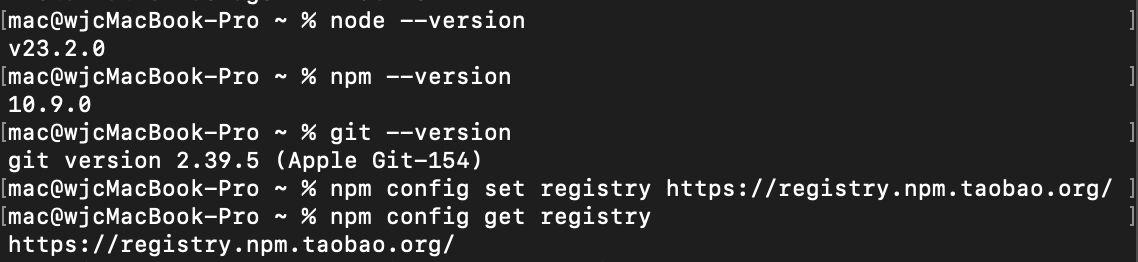 [mac@wjcMacBook-Pro ~ % node --version ]
v23.2.0
[mac@wjcMacBook-Pro ~ % npm --version ]
10.9.0
[mac@wjcMacBook-Pro ~ % git --version ]
git version 2.39.5 (Apple Git-154)
[mac@wjcMacBook-Pro ~ % npm config set registry https://registry.npm.taobao.org/ ]
[mac@wjcMacBook-Pro ~ % npm config get registry ]
https://registry.npm.taobao.org/